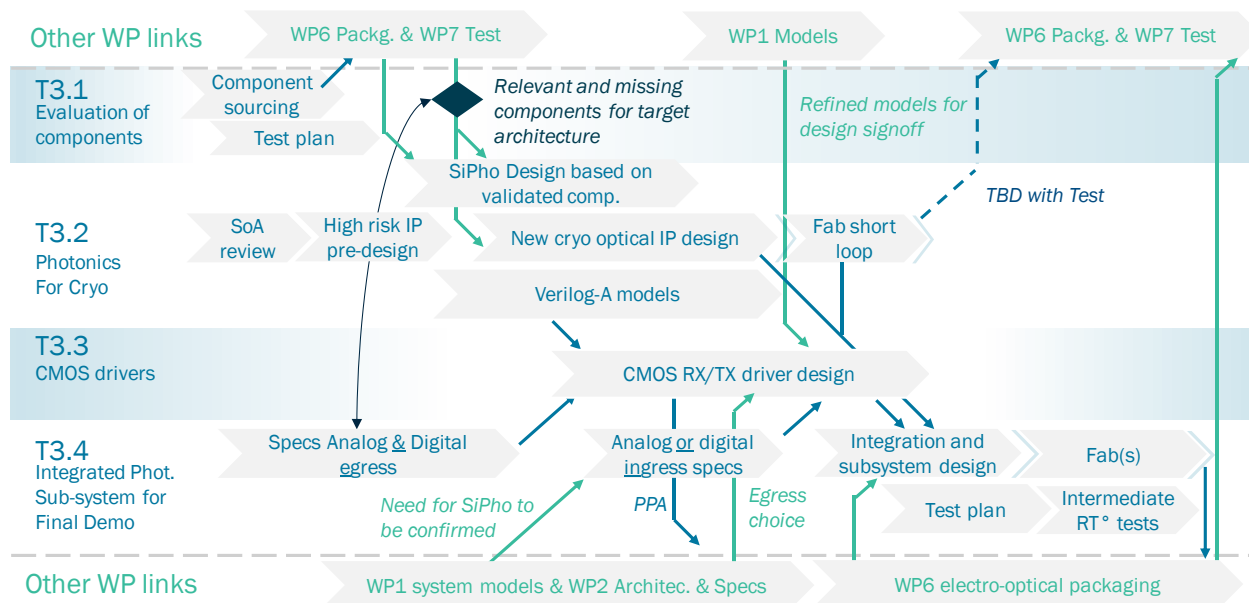 Other WP links
WP6 Packg. & WP7 Test
WP1 Models
WP6 Packg. & WP7 Test
T3.1
Evaluation of
components
Component
sourcing
Test plan
Relevant and missing
components for target
architecture
Refined models for
design signoff
SiPho Design based on
validated comp.
TBD with Test
T3.2
Photonics
For Cryo
SoA
review
High risk IP
pre-design
New cryo optical IP design
Fab short
loop
Verilog-A models
T3.3
CMOS drivers
CMOS RX/TX driver design
T3.4
Integrated Phot.
Sub-system for
Final Demo
Specs Analog & Digital
egress
Analog or digital
ingress specs
Integration and
subsystem design
Fab(s)
Need for SiPho to
be confirmed
PPA
Egress
choice
Test plan
Intermediate
RT° tests
Other WP links
WP1 system models & WP2 Architec. & Specs
WP6 electro-optical packaging